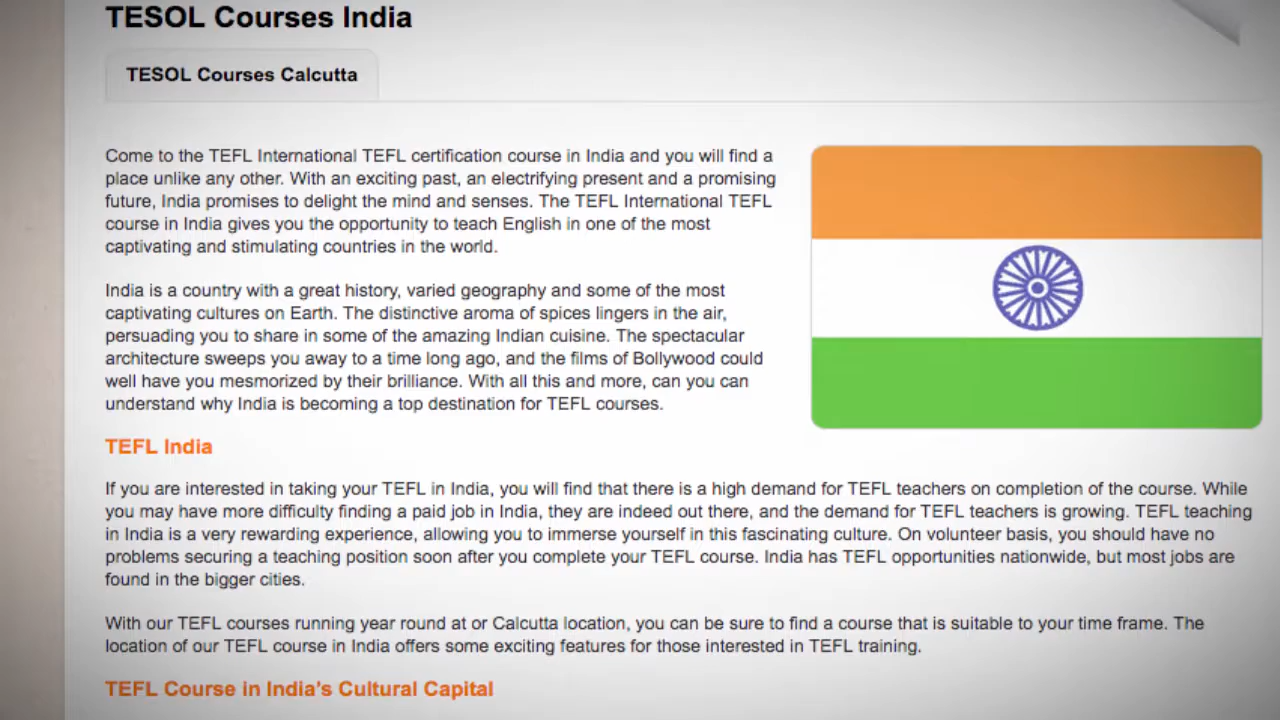 TESOL Courses India
TESOL Courses Calcutta
Come to the TEFL International TEFL certification course in India and you will find a
place unlike any other. With an exciting past, an electrifying present and a promising
future, India promises to delight the mind and senses. The TEFL International TEFL
course in India gives you the opportunity to teach English in one of the most
captivating and stimulating countries in the world.
India is a country with a great history, varied geography and some of the most
captivating cultures on Earth. The distinctive aroma of spices lingers in the air,
persuading you to share in some of the amazing Indian cuisine. The spectacular
architecture sweeps you away to a time long ago, and the films of Bollywood could
well have you mesmorized by their brilliance. With all this and more, can you can
understand why India is becoming a top destination for TEFL courses.
TEFL India
If you are interested in taking your TEFL in India, you will find that there is a high demand for TEFL teachers on completion of the course. While
you may have more difficulty finding a paid job in India, they are indeed out there, and the demand for TEFL teachers is growing. TEFL teaching
in India is a very rewarding experience, allowing you to immerse yourself in this fascinating culture. On volunteer basis, you should have no
problems securing a teaching position soon after you complete your TEFL course. India has TEFL opportunities nationwide, but most jobs are
found in the bigger cities.
With our TEFL courses running year round at or Calcutta location, you can be sure to find a course that is suitable to your time frame. The
location of our TEFL course in India offers some exciting features for those interested in TEFL training.
TEFL Course in India's Cultural Capital